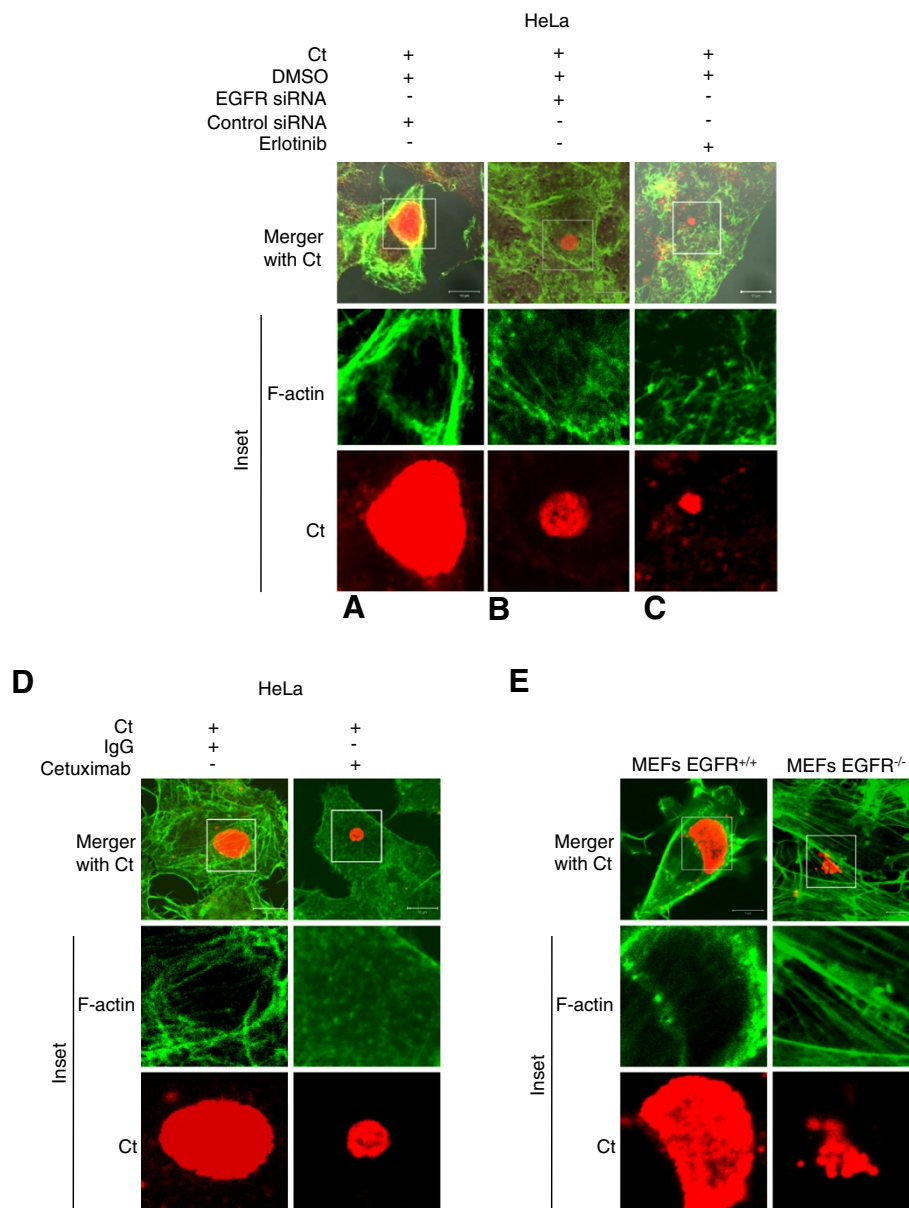 HeLa
Ct + + +
DMSO + + +
EGFR siRNA - + -
Control siRNA + - -
Erlotinib - - +
Merger
with Ct
Inset
F-actin
Ct
A B C
D
HeLa
Ct + +
IgG + -
Cetuximab - +
Merger
with Ct
Inset
F-actin
Ct
E
MEFs EGFR+/+ MEFs EGFR-/-
Merger
with Ct
Inset
F-actin
Ct